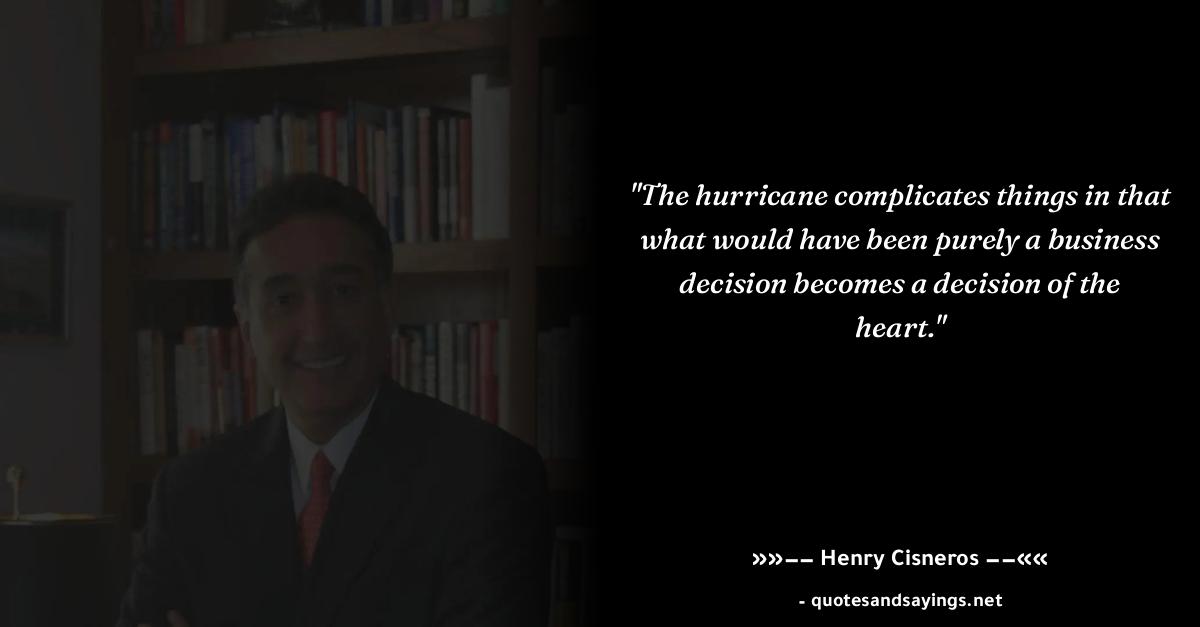 "The hurricane complicates things in that
what would have been purely a business
decision becomes a decision of the
heart."
»»−− Henry Cisneros −−««
- quotesandsayings.net